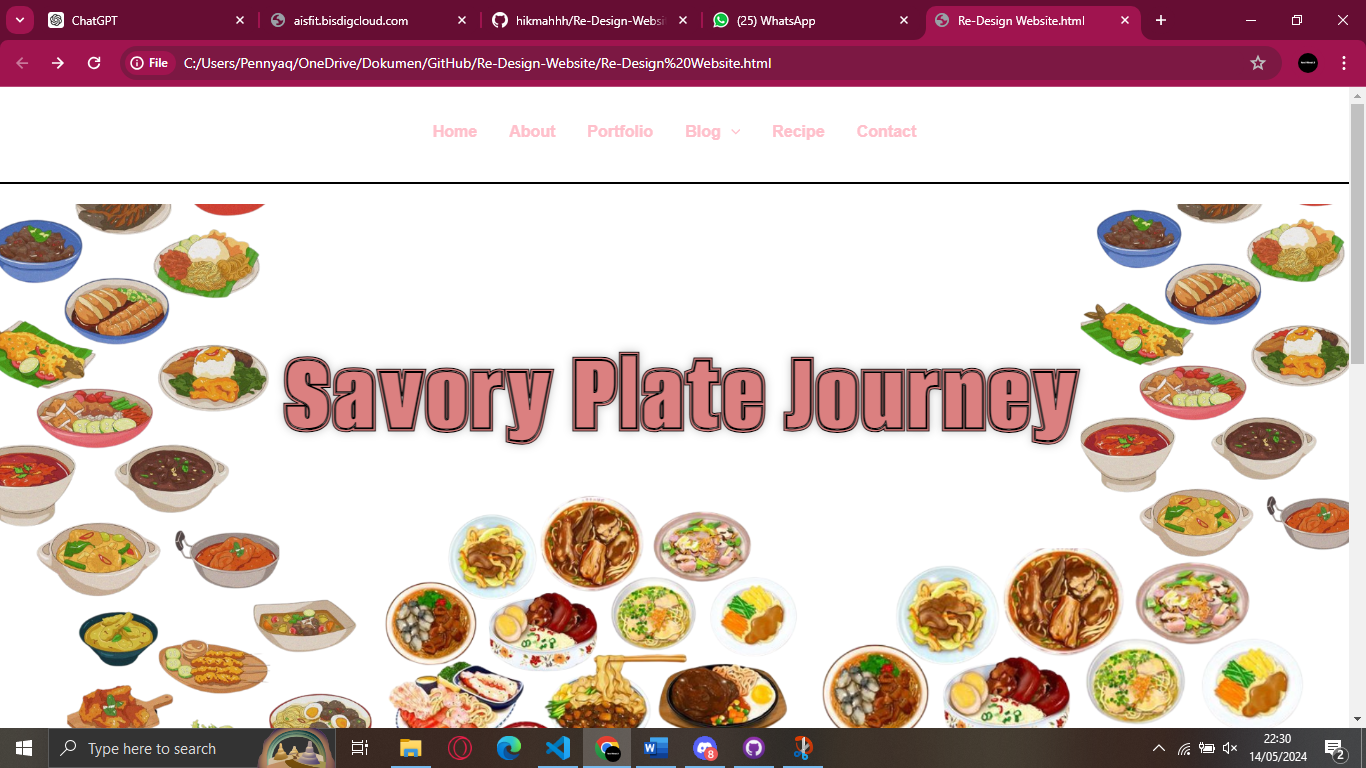 ChatGPT
aisfit.bisdigcloud.com
hikmahhh/Re-Design-Websi
(25) WhatsApp
Re-Design Website.html
File
C:/Users/Pennyaq/OneDrive/Dokumen/GitHub/Re-Design-Website/Re-Design%20Website.html
Home About Portfolio Blog Recipe Contact
Savory Plate Journey
Type here to search
W
8
22:30
14/05/2024
2